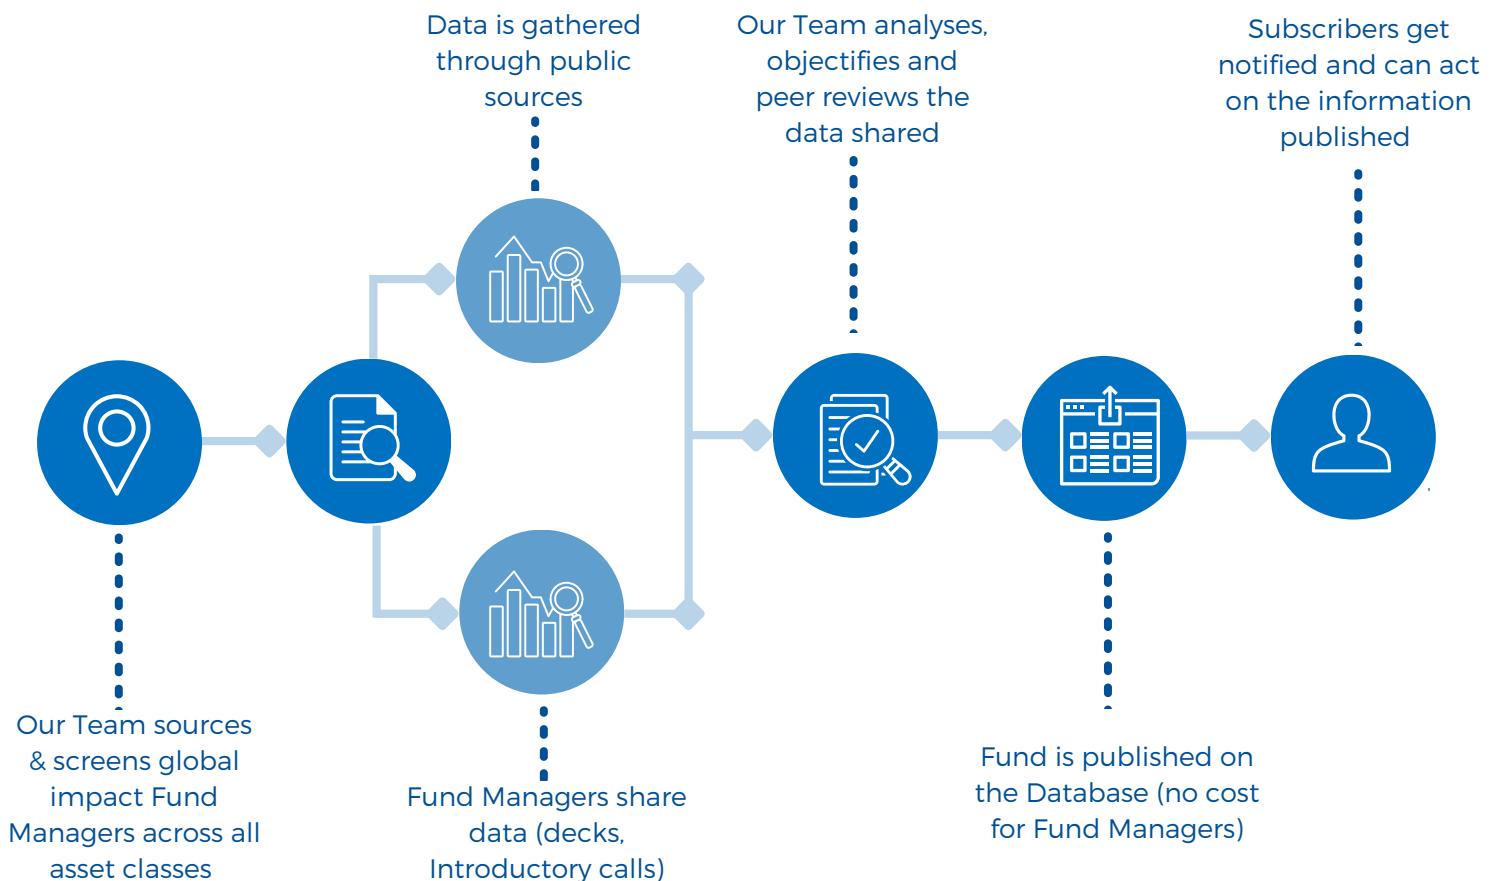 Data is gathered
through public
sources
Our Team analyses,
objectifies and
peer reviews the
data shared
Subscribers get
notified and can act
on the information
published
Our Team sources
& screens global
impact Fund
Managers across all
asset classes
Fund Managers share
data (decks,
Introductory calls)
Fund is published on
the Database (no cost
for Fund Managers)